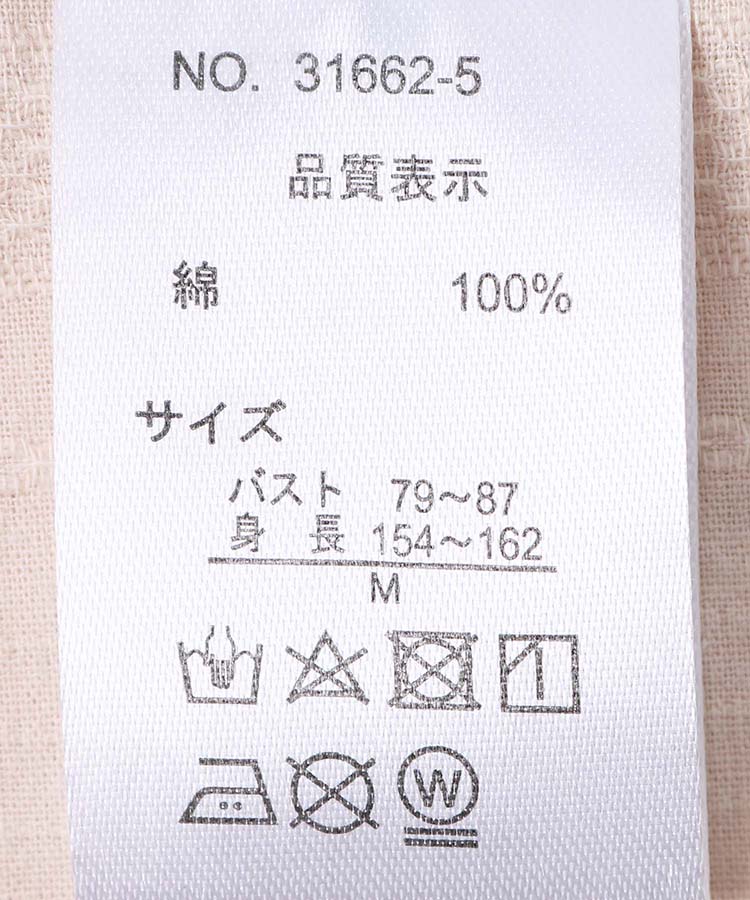 NO. 31662-5
品質表示
綿 100%
サイズ
バスト 79～87
身長 154～162
M
W